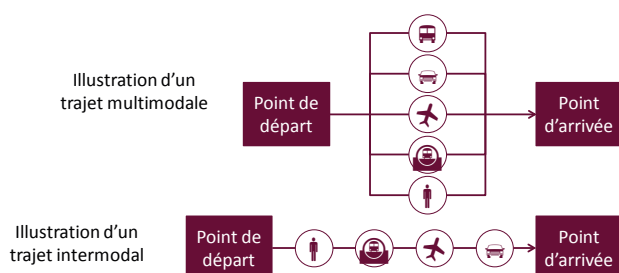 Illustration d'un
trajet multimodale
Point de
départ
Point
d'arrivée
Illustration d'un
trajet intermodal
Point de
départ
Point
d'arrivée